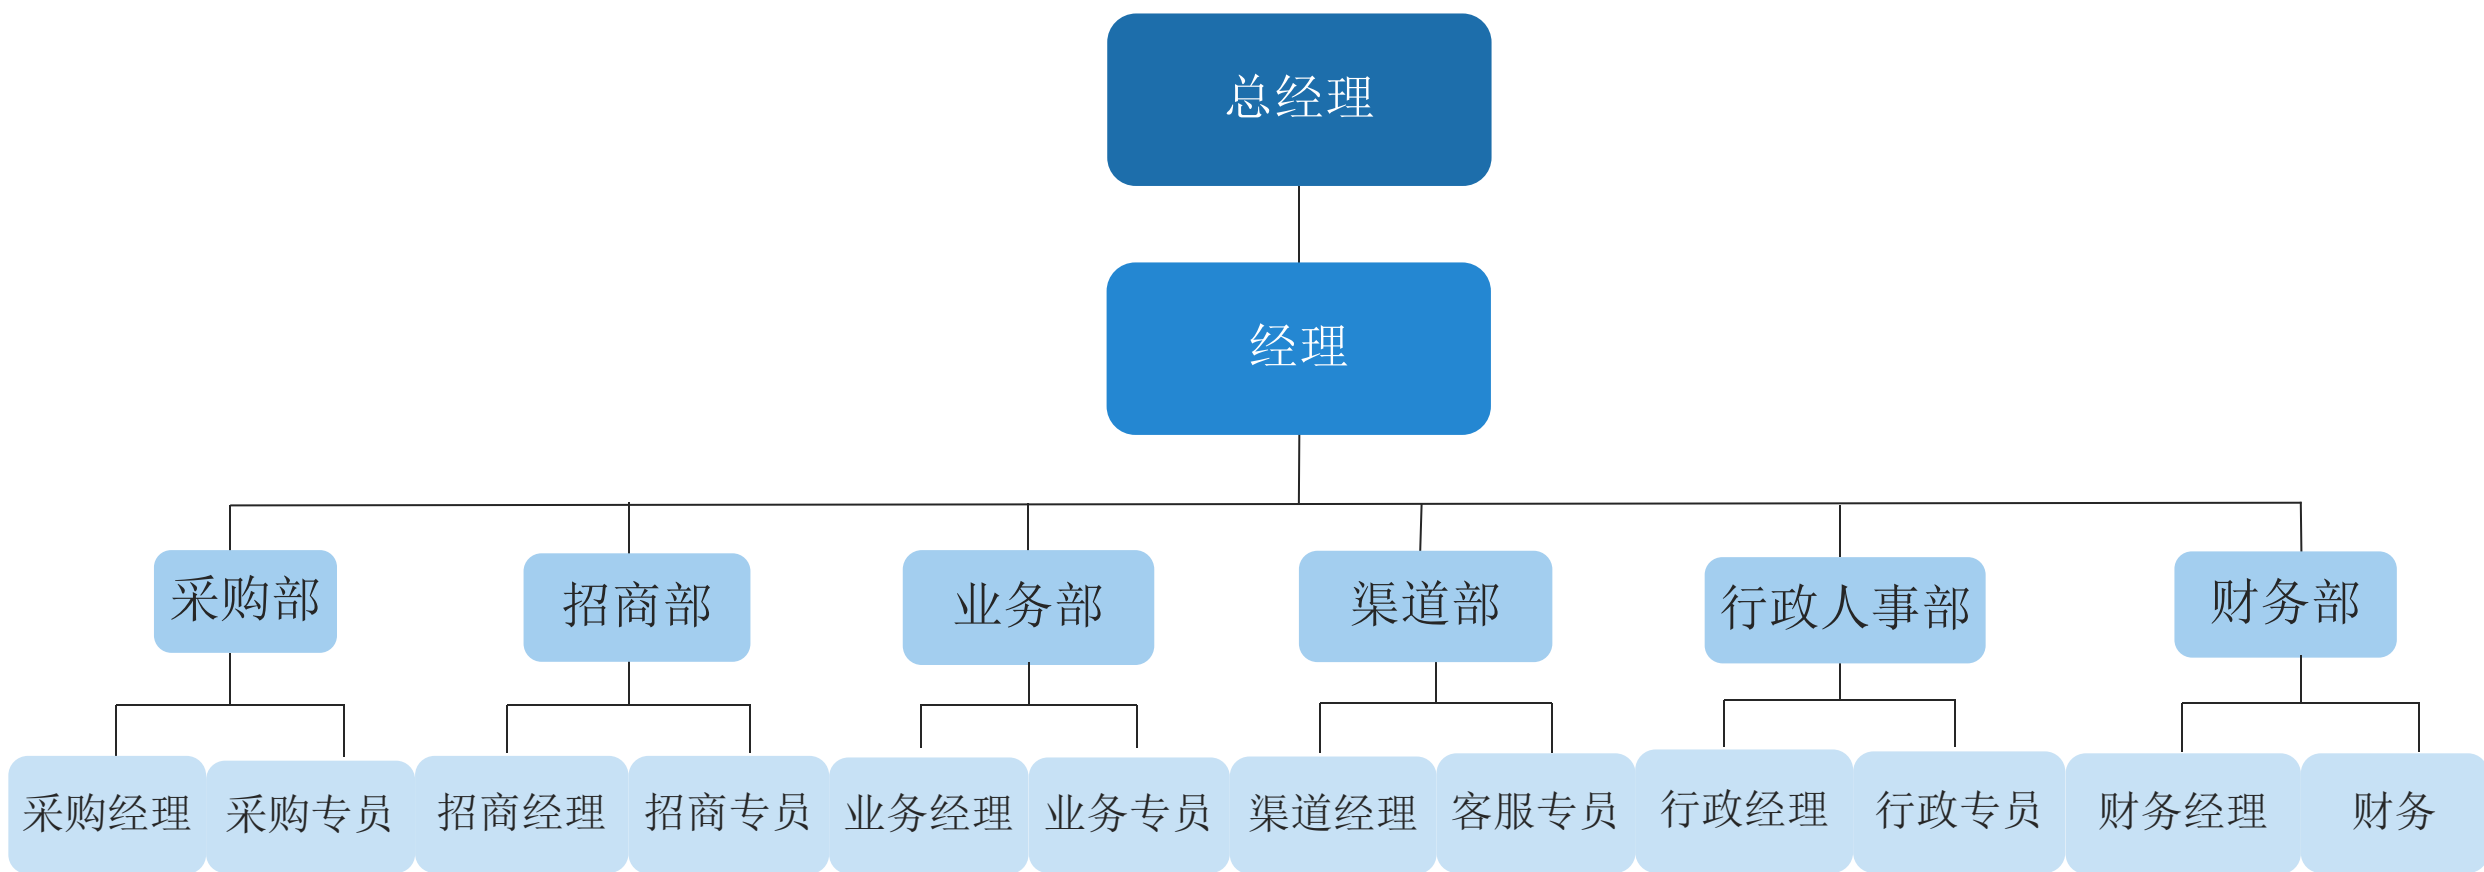 总经理
经理
采购部
招商部
业务部
渠道部
行政人事部
财务部
采购经理
采购专员
招商经理
招商专员
业务经理
业务专员
渠道经理
客服专员
行政经理
行政专员
财务经理
财务